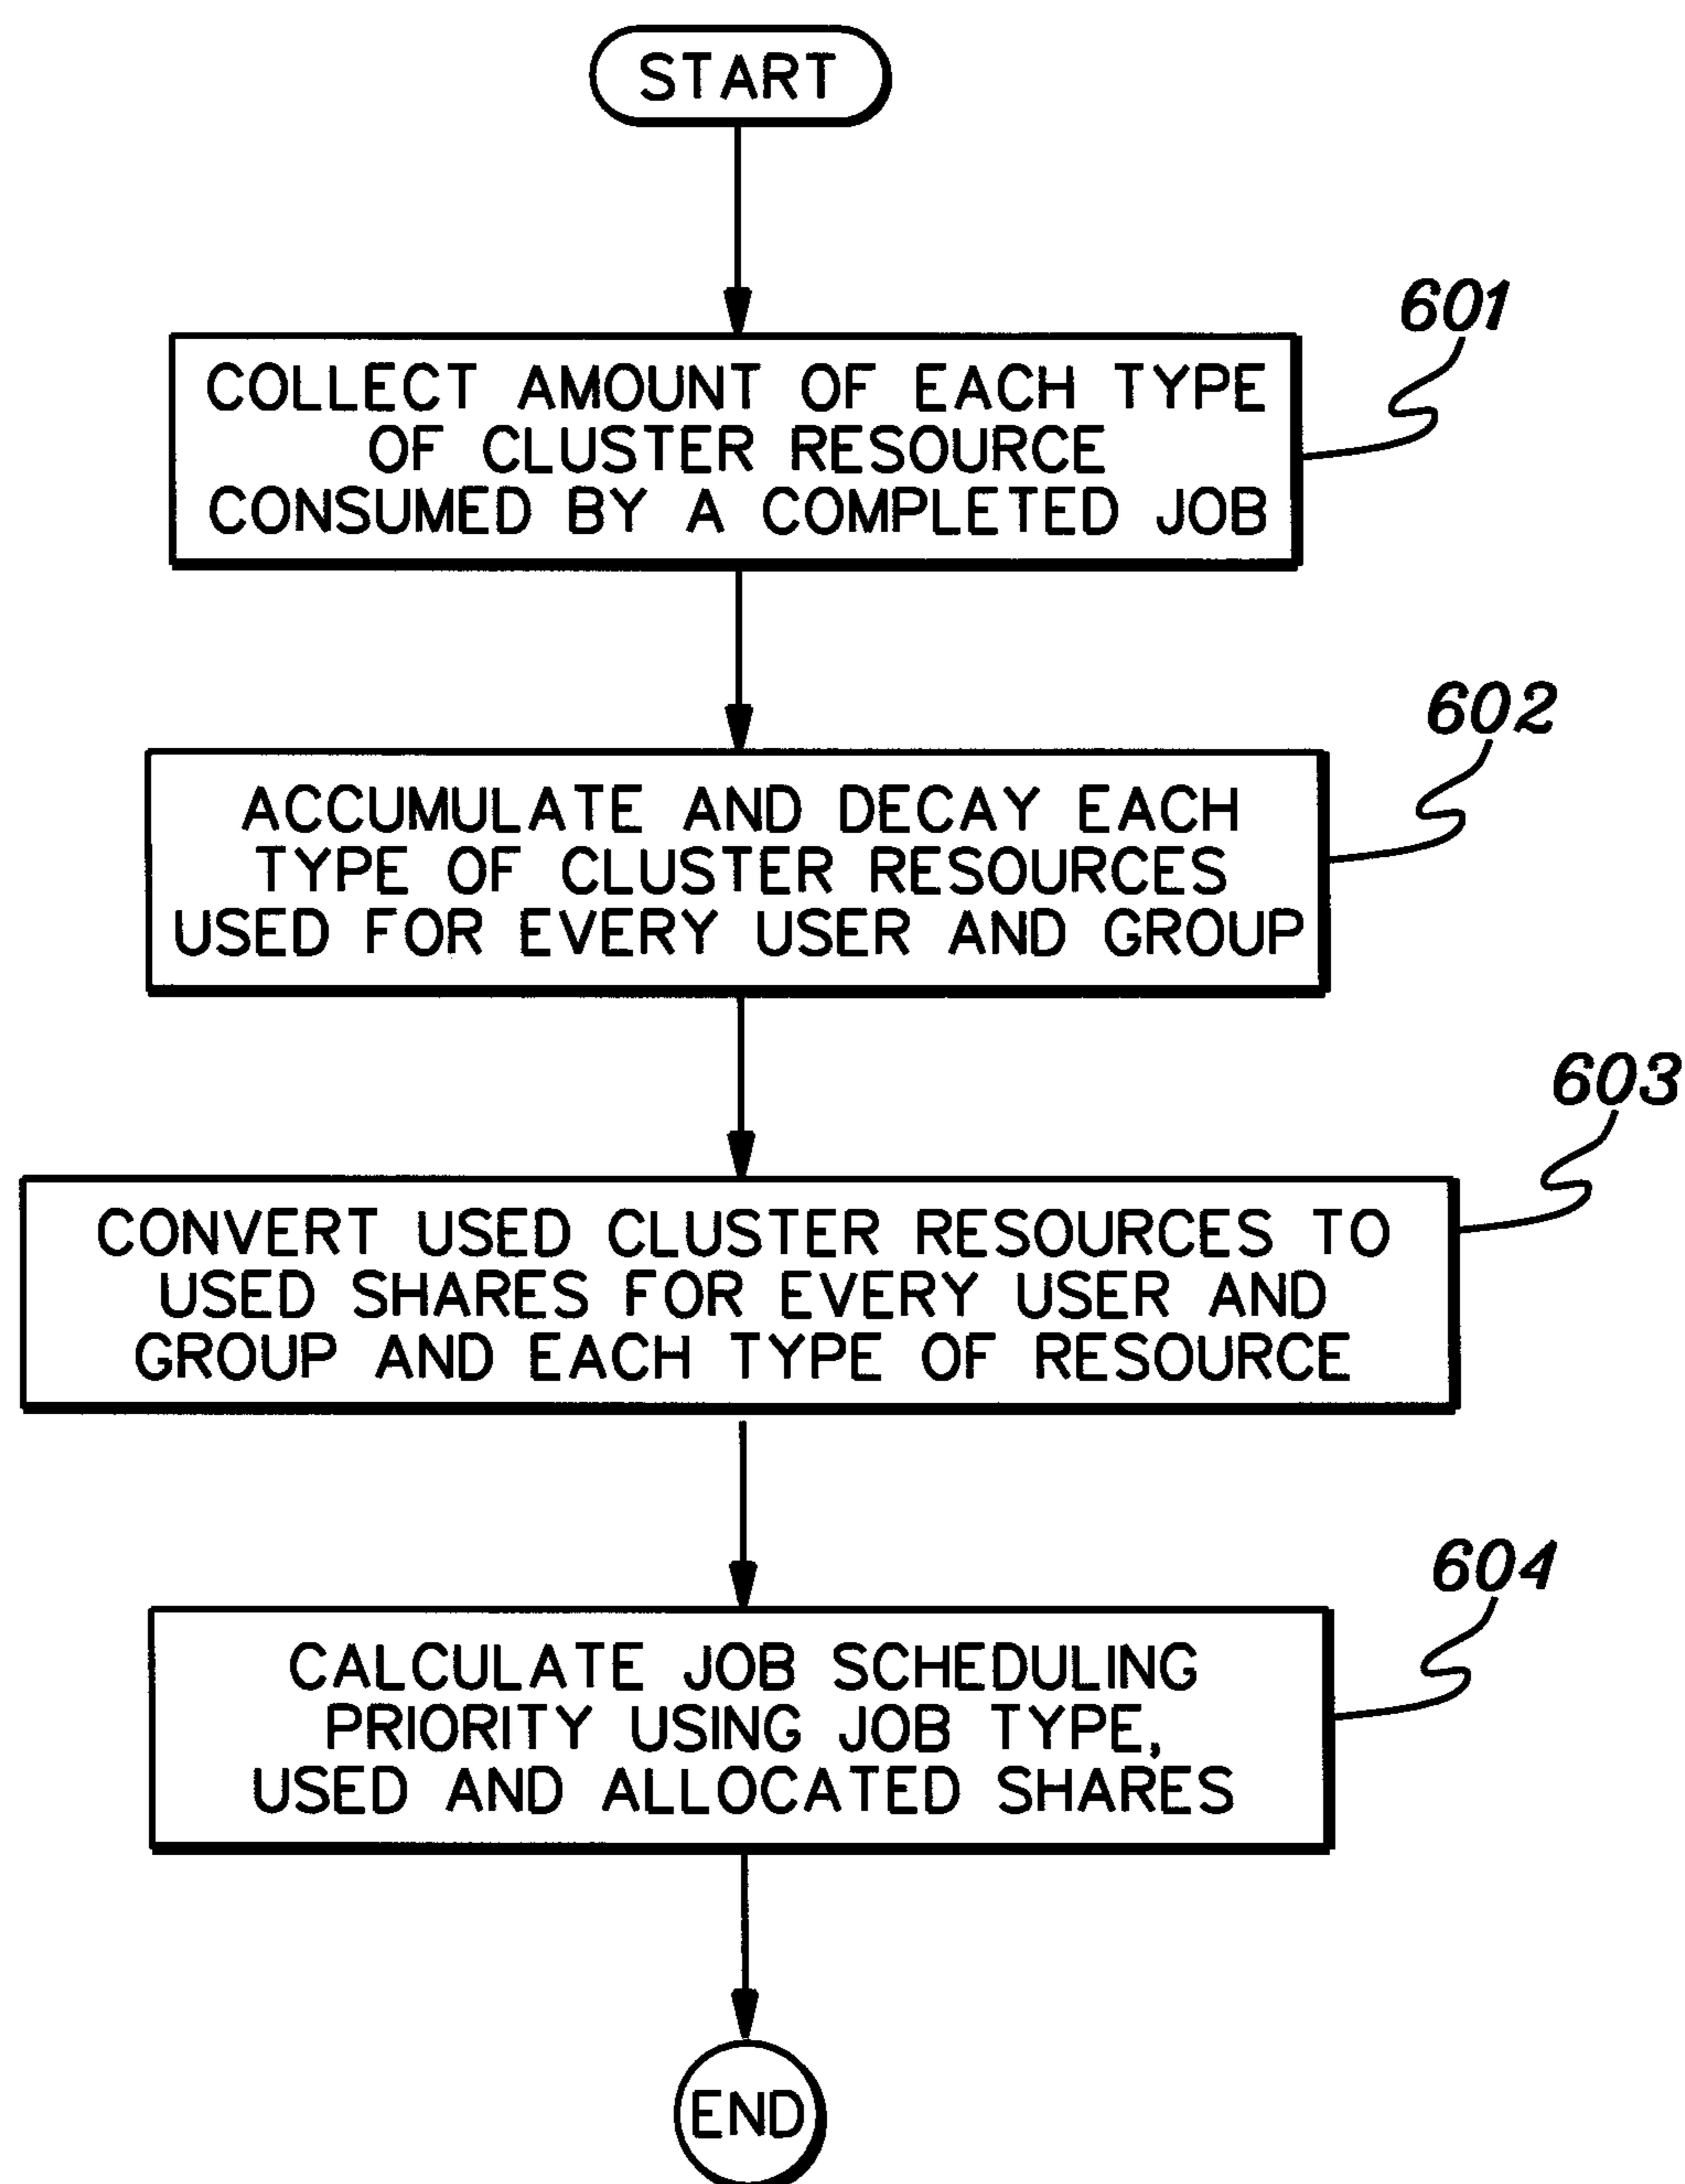 START
601
COLLECT AMOUNT OF EACH TYPE
OF CLUSTER RESOURCE
CONSUMED BY A COMPLETED JOB
602
ACCUMULATE AND DECAY EACH
TYPE OF CLUSTER RESOURCES
USED FOR EVERY USER AND GROUP
603
CONVERT USED CLUSTER RESOURCES TO
USED SHARES FOR EVERY USER AND
GROUP AND EACH TYPE OF RESOURCE
604
CALCULATE JOB SCHEDULING
PRIORITY USING JOB TYPE,
USED AND ALLOCATED SHARES
END